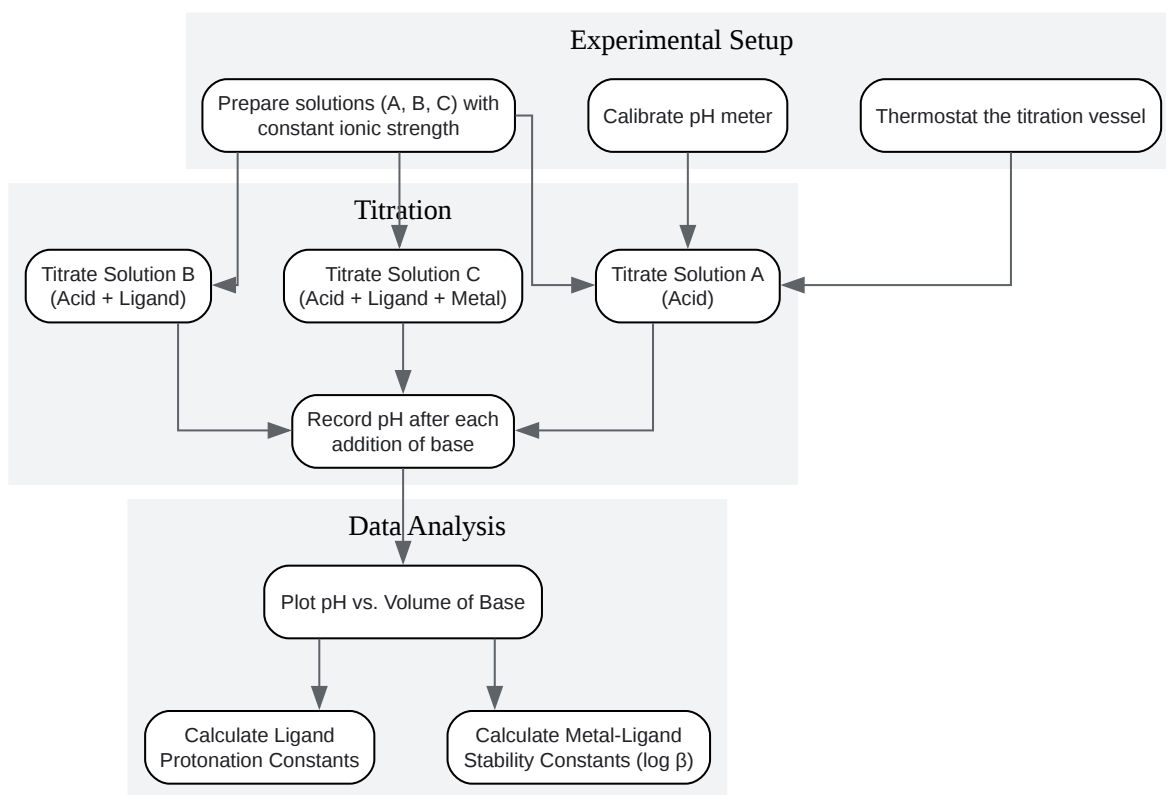 Experimental Setup
Prepare solutions (A, B, C) with
constant ionic strength
Calibrate pH meter
Thermostat the titration vessel
Titration
Titrate Solution B
(Acid + Ligand)
Titrate Solution C
(Acid + Ligand + Metal)
Titrate Solution A
(Acid)
Record pH after each
addition of base
Data Analysis
Plot pH vs. Volume of Base
Calculate Ligand
Protonation Constants
Calculate Metal-Ligand
Stability Constants (log β)